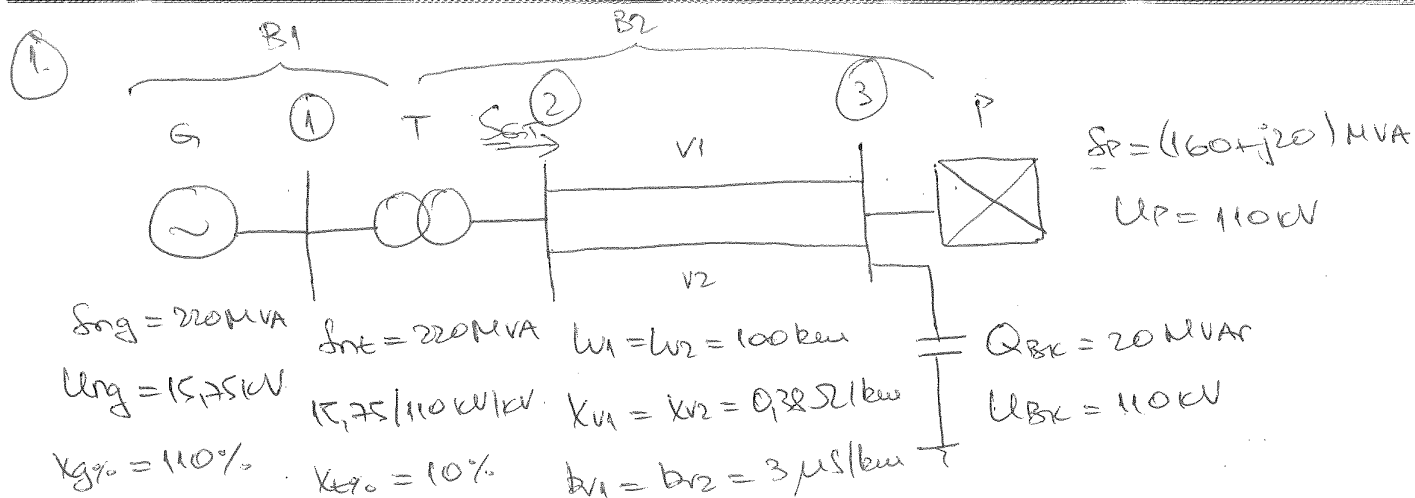 1.
B1 B2
G 1 T SGT 2 V1 3 P
SP = (160+j20) MVA
UP = 110 kV
V2
Sng = 220 MVA
Snt = 220 MVA
LV1 = LV2 = 100 km
QBK = 20 MVAr
Ung = 15,75 kV
15,75/110 kV/kV
XV1 = XV2 = 0,38 Ω/km
UBK = 110 kV
Xg% = 110%
Xt% = 10%
bV1 = bV2 = 3 μS/km